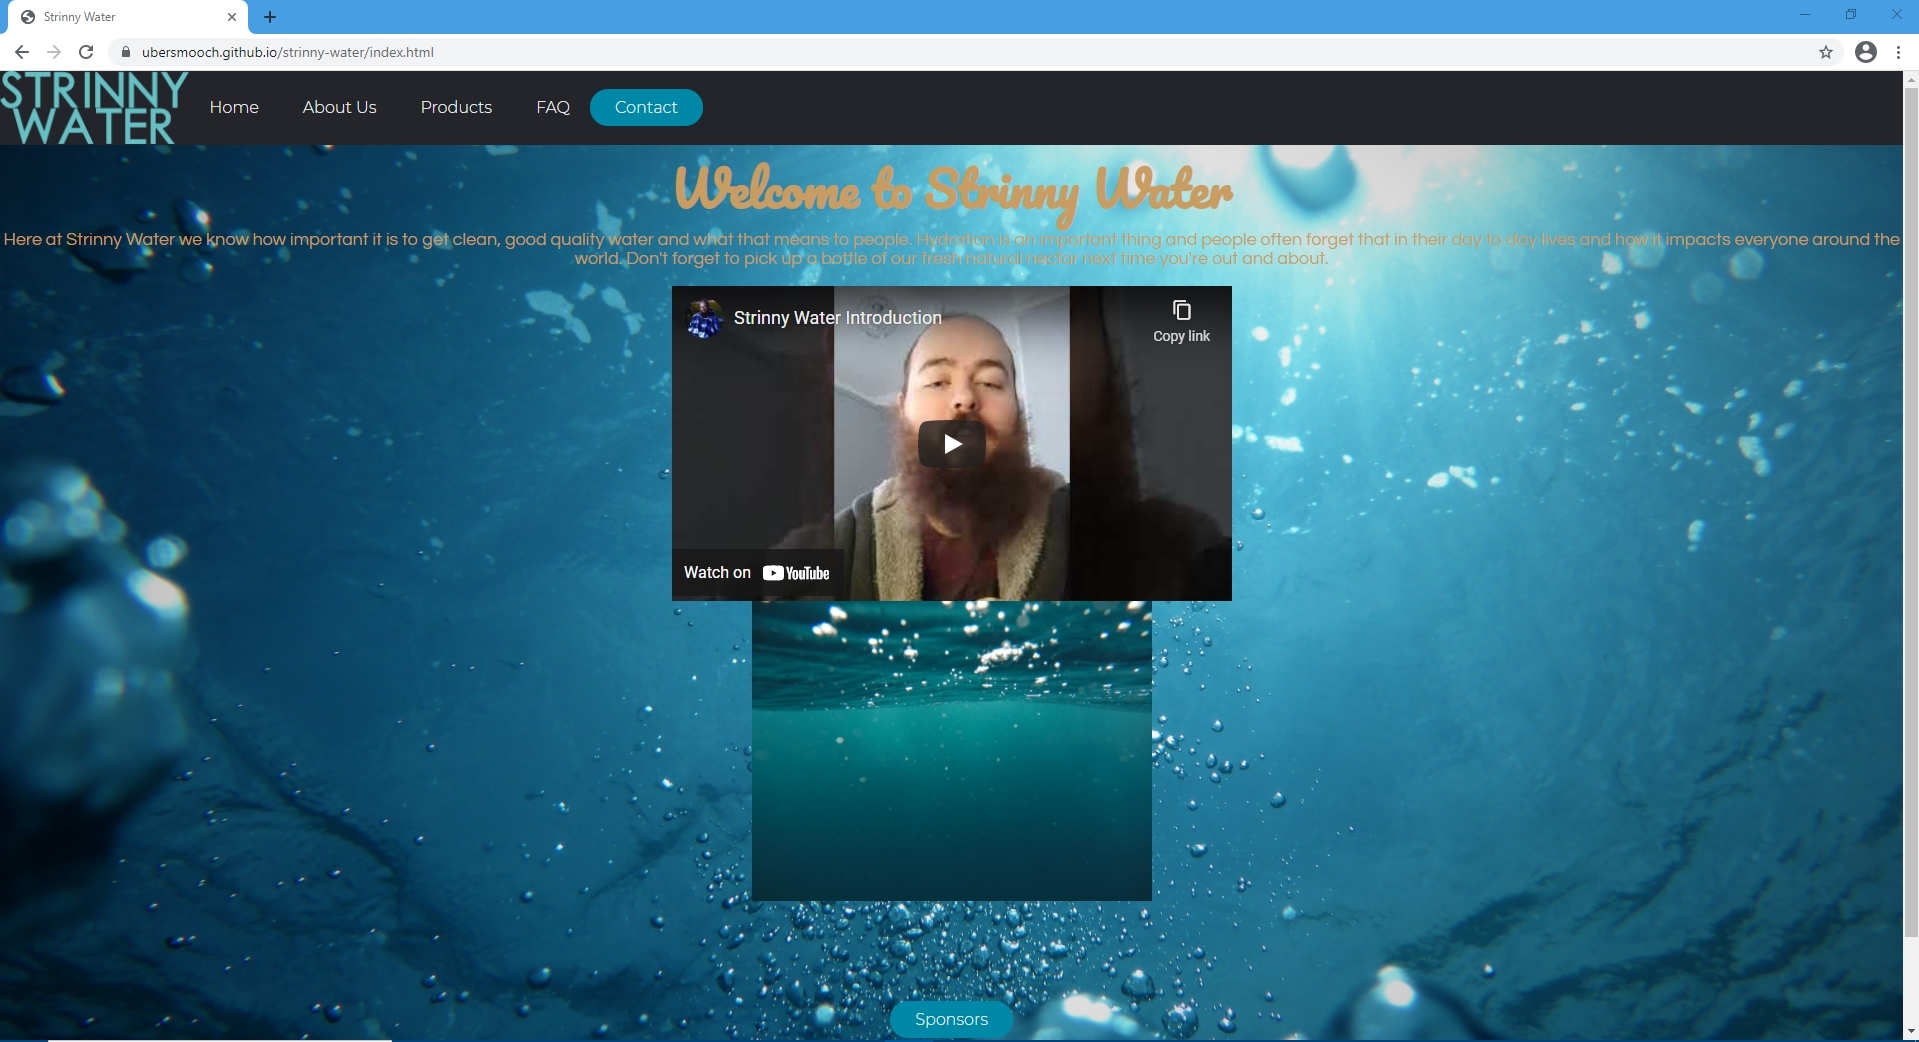 Strinny Water
ubersmooch.github.io/strinny-water/index.html
STRINNY
WATER
Home
About Us
Products
FAQ
Contact
Welcome to Strinny Water
Here at Strinny Water we know how important it is to get clean, good quality water and what that means to people. Hydration is an important thing and people often forget that in their day to day lives and how it impacts everyone around the
world. Don't forget to pick up a bottle of our fresh natural nectar next time you're out and about.
Strinny Water Introduction
Copy link
Watch on YouTube
Sponsors